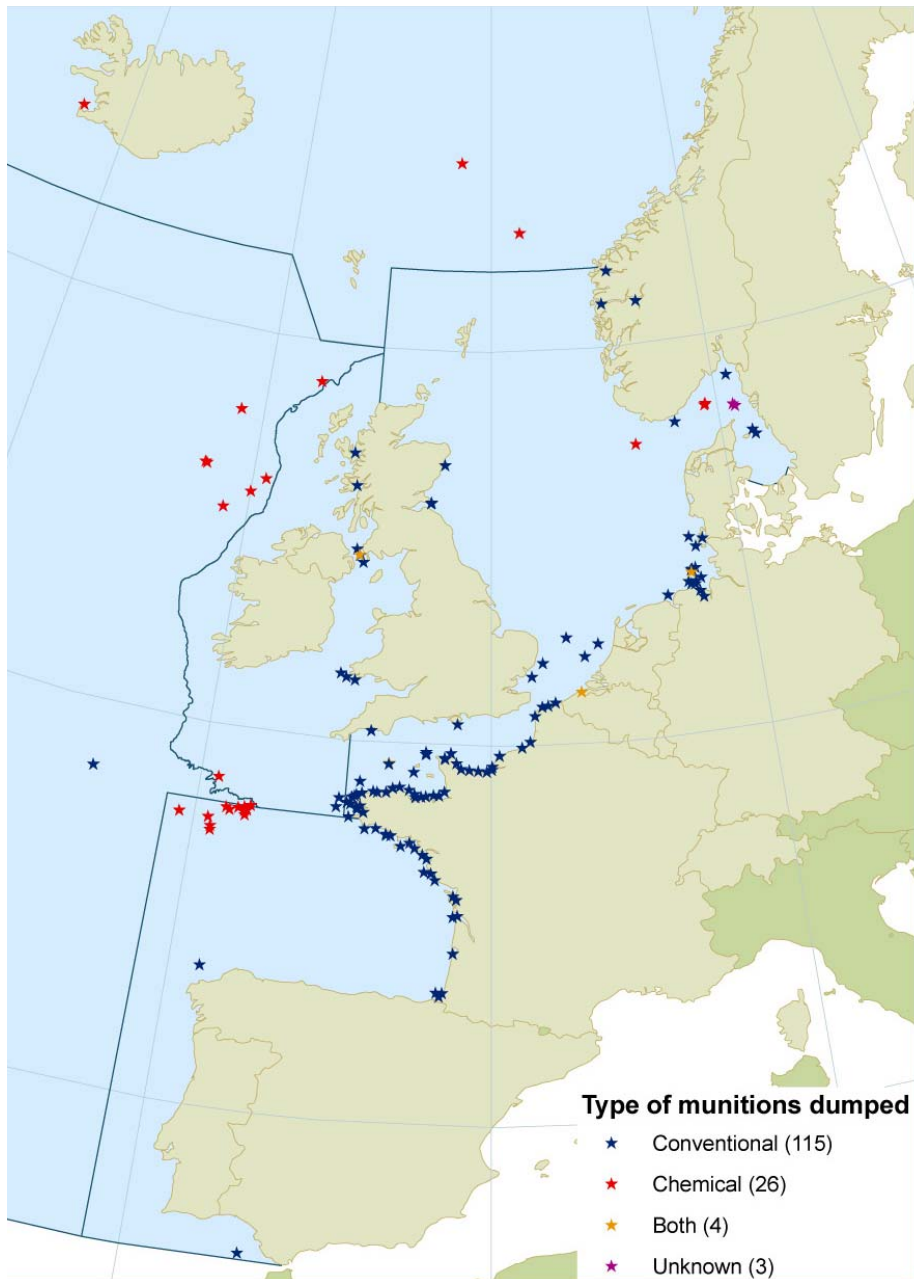 Type of munitions dumped
Conventional (115)
Chemical (26)
Both (4)
Unknown (3)